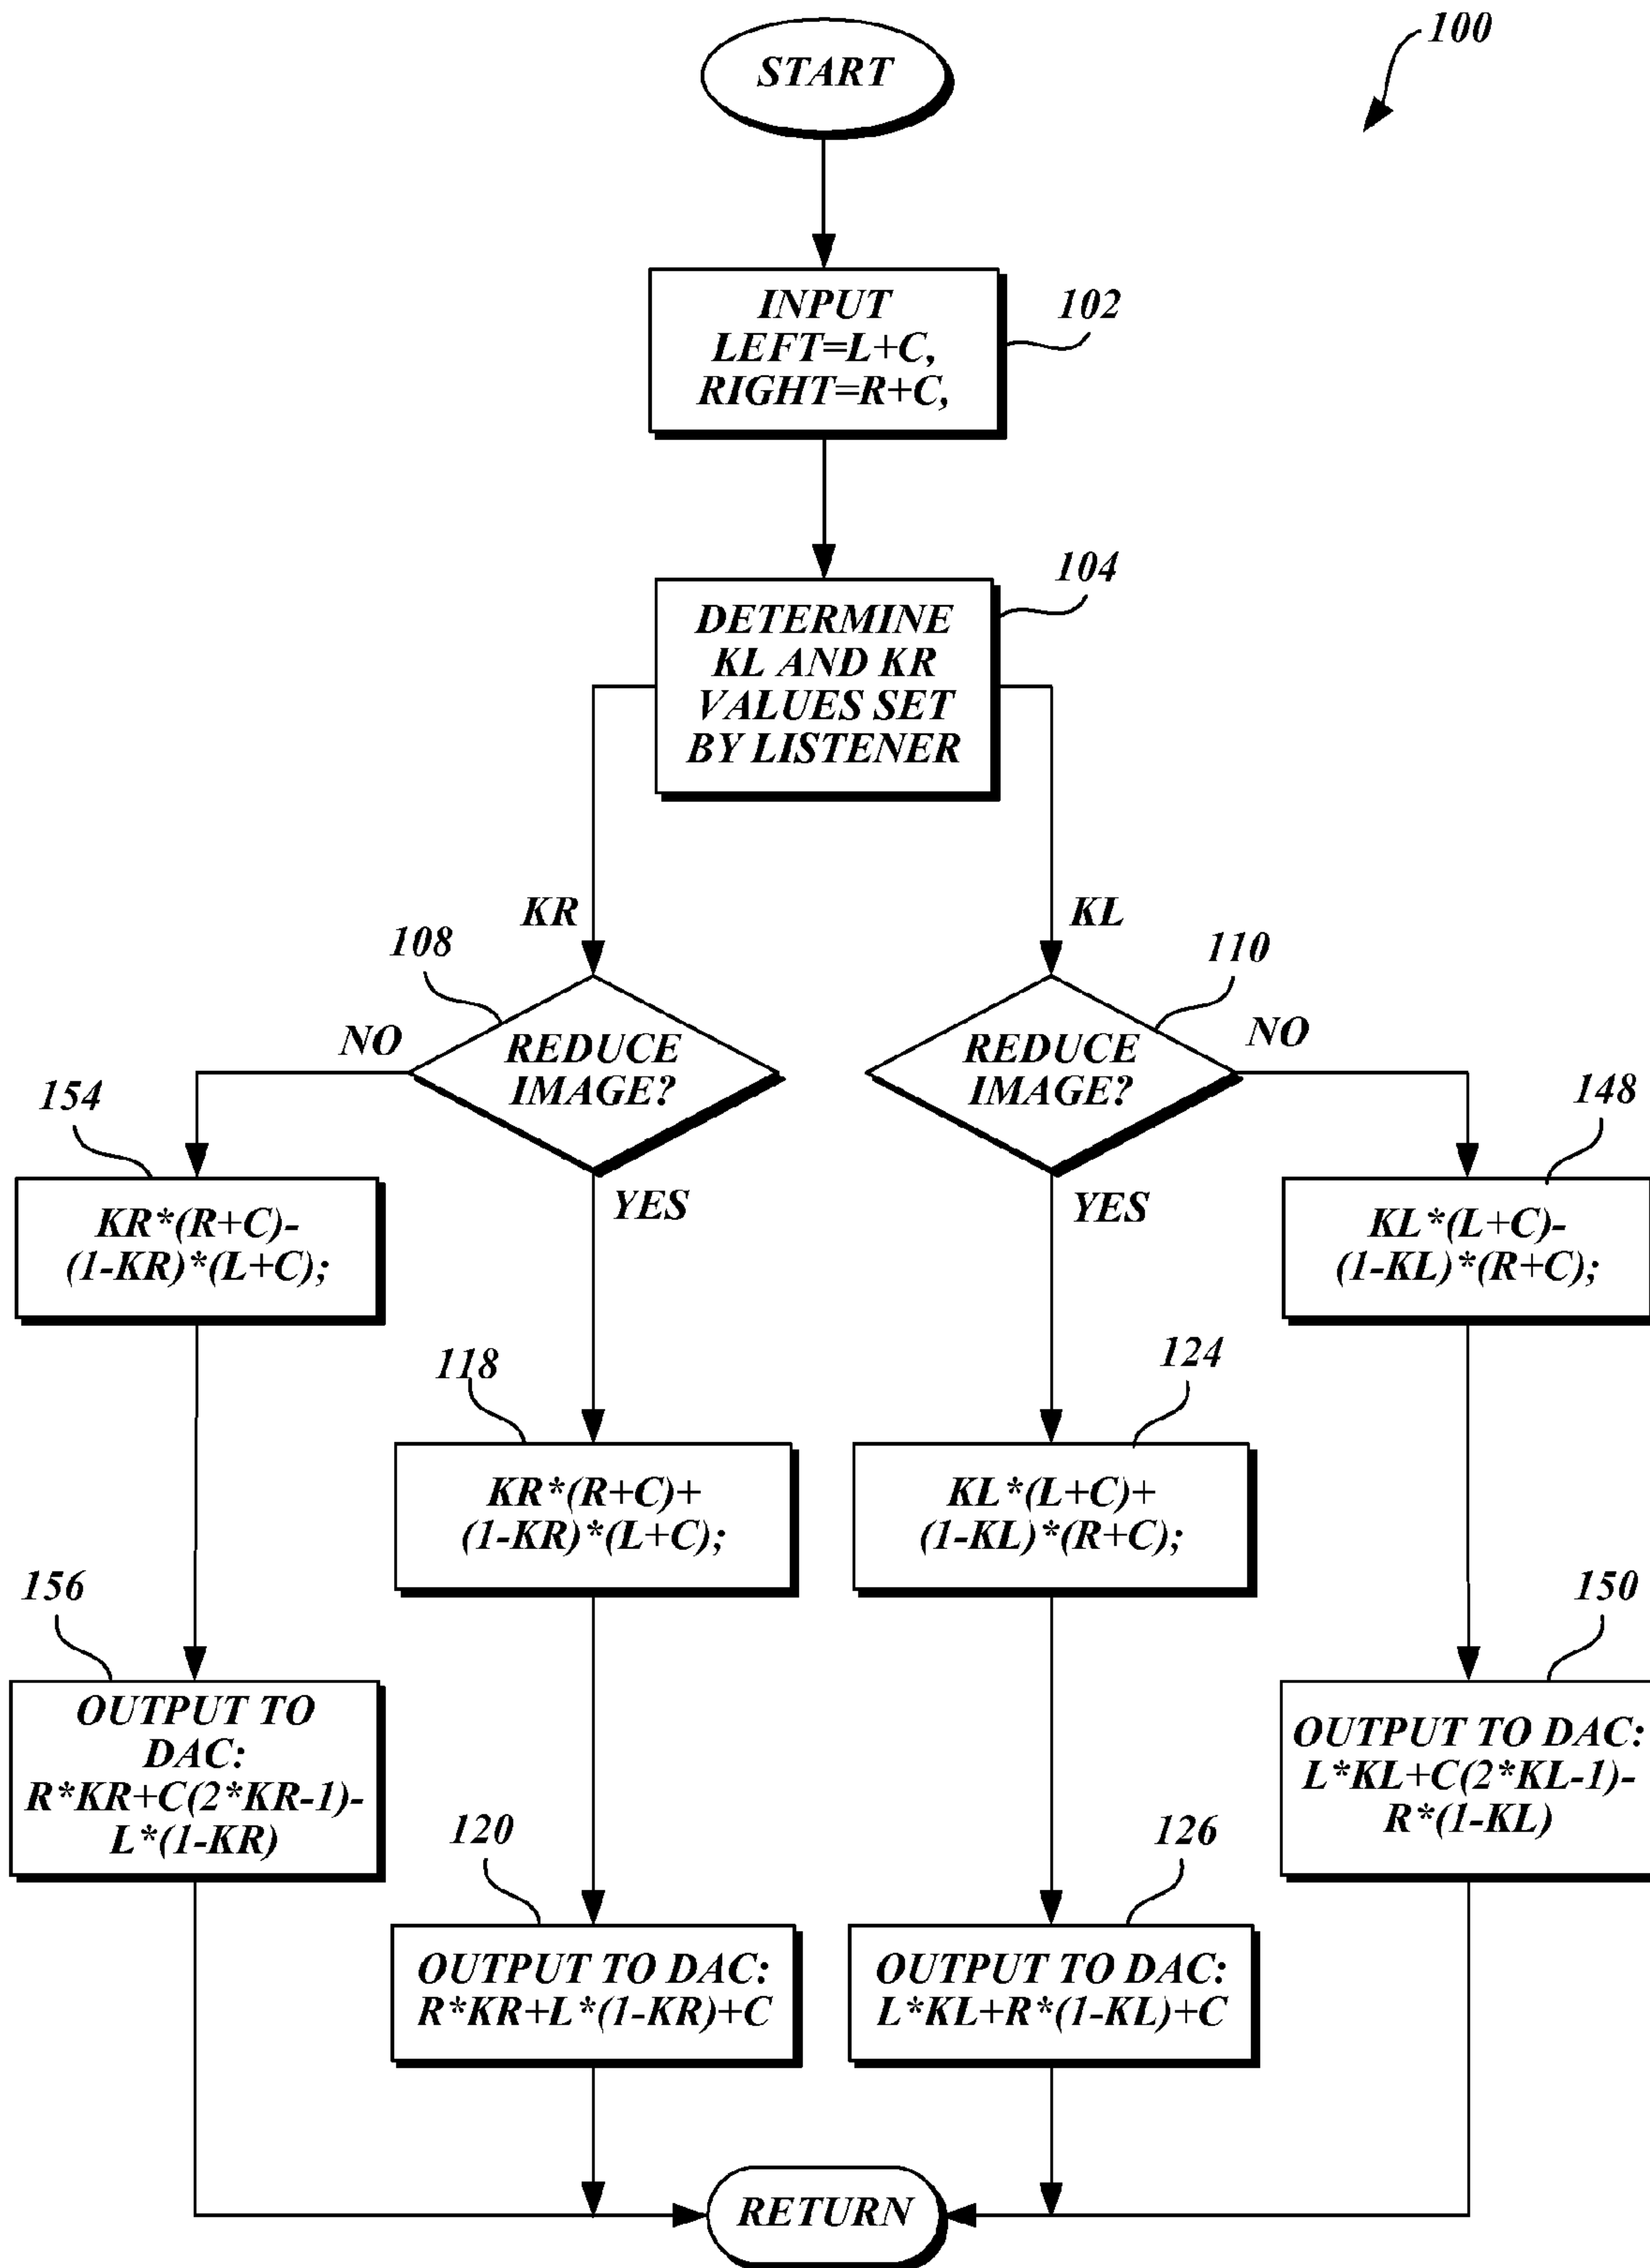 100
START
INPUT
LEFT=L+C,
RIGHT=R+C,
102
104
DETERMINE
KL AND KR
VALUES SET
BY LISTENER
KR
KL
108
110
NO
REDUCE
IMAGE?
REDUCE
IMAGE?
NO
154
148
YES
YES
KR*(R+C)-
(1-KR)*(L+C);
KL*(L+C)-
(1-KL)*(R+C);
118
124
KR*(R+C)+
(1-KR)*(L+C);
KL*(L+C)+
(1-KL)*(R+C);
156
150
OUTPUT TO
DAC:
R*KR+C(2*KR-1)-
L*(1-KR)
OUTPUT TO DAC:
L*KL+C(2*KL-1)-
R*(1-KL)
120
126
OUTPUT TO DAC:
R*KR+L*(1-KR)+C
OUTPUT TO DAC:
L*KL+R*(1-KL)+C
RETURN